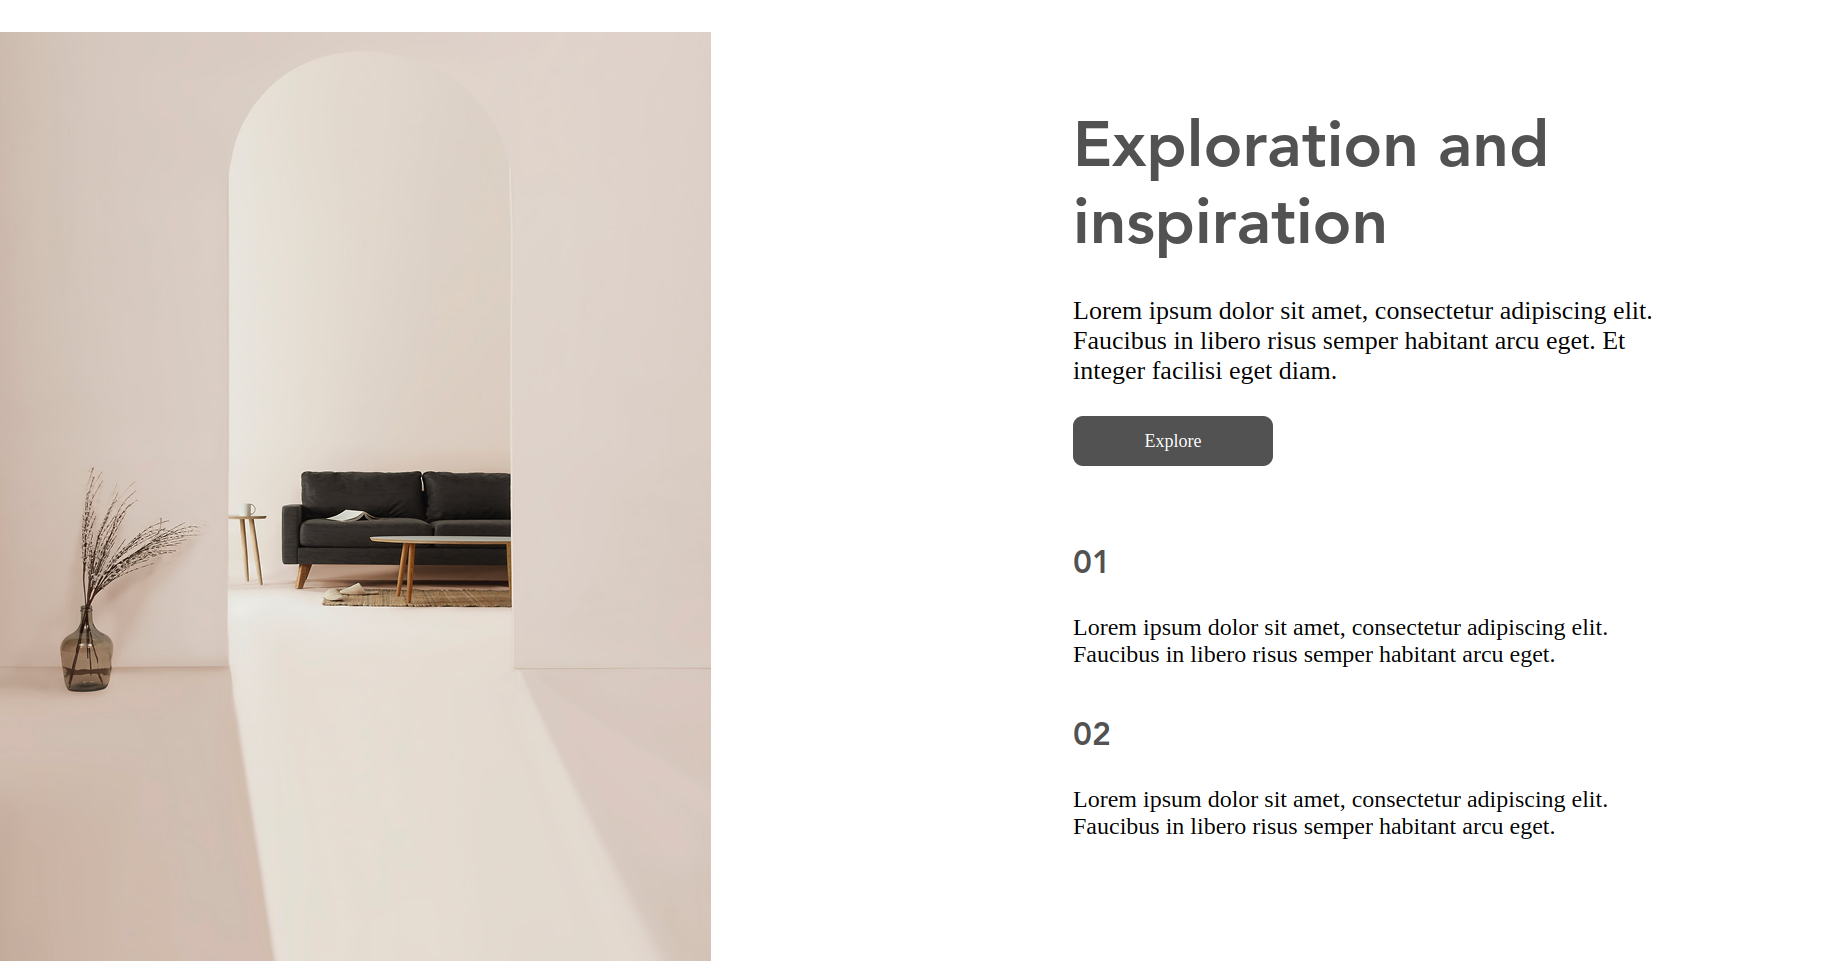 Exploration and
inspiration
Lorem ipsum dolor sit amet, consectetur adipiscing elit.
Faucibus in libero risus semper habitant arcu eget. Et
integer facilisi eget diam.
Explore
01
Lorem ipsum dolor sit amet, consectetur adipiscing elit.
Faucibus in libero risus semper habitant arcu eget.
02
Lorem ipsum dolor sit amet, consectetur adipiscing elit.
Faucibus in libero risus semper habitant arcu eget.